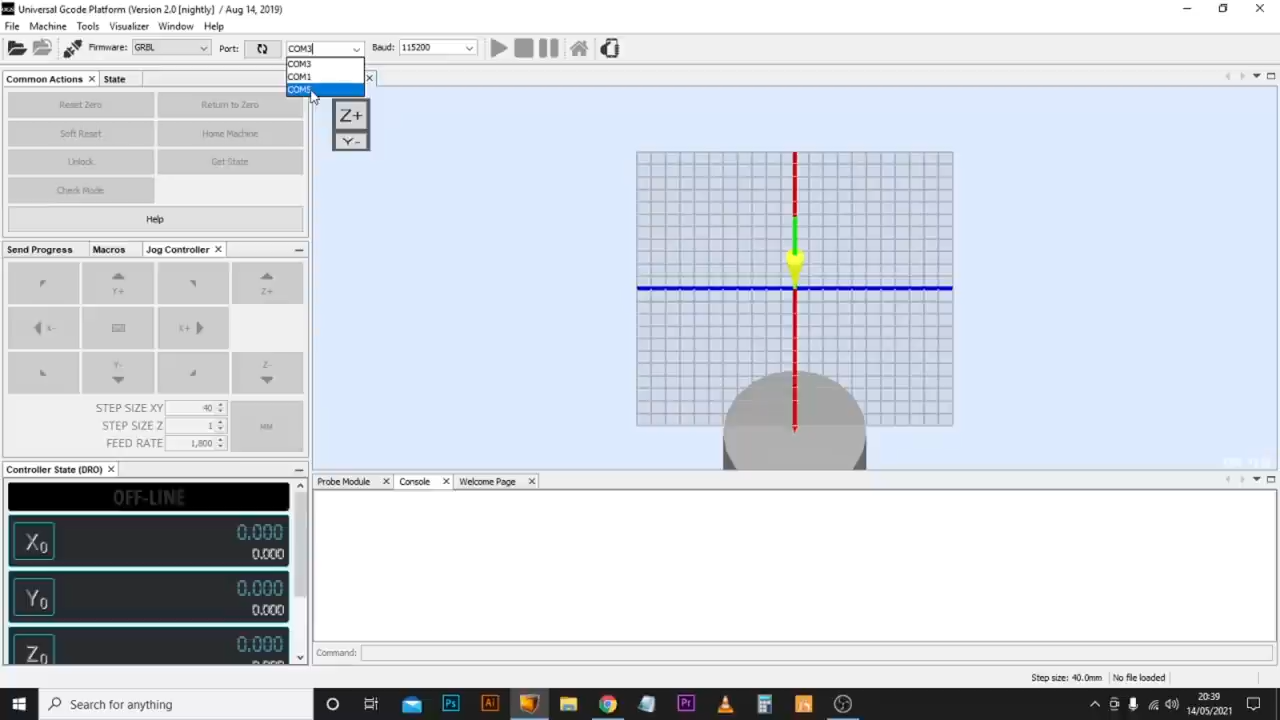 Universal Gcode Platform (Version 2.0 [nightly] / Aug 14, 2019)
File Machine Tools Visualizer Window Help
Firmware: GRBL Port: COM3 Baud: 115200
COM3
COM1
COM5
Common Actions State
Reset Zero Return to Zero
Soft Reset Home Machine
Unlock Get State
Check Mode
Help
Z+
Y-
Send Progress Macros Jog Controller
Y+ Z+
X- X+
Y- Z-
STEP SIZE XY 40
STEP SIZE Z 1
FEED RATE 1,800
MM
Controller State (DRO)
OFF-LINE
X0 0.000
0.000
Y0 0.000
0.000
Z0 0.000
Probe Module Console Welcome Page
Command:
Step size: 40.0mm No file loaded
Search for anything
Ps
Ai
Pr
20:39
14/05/2021